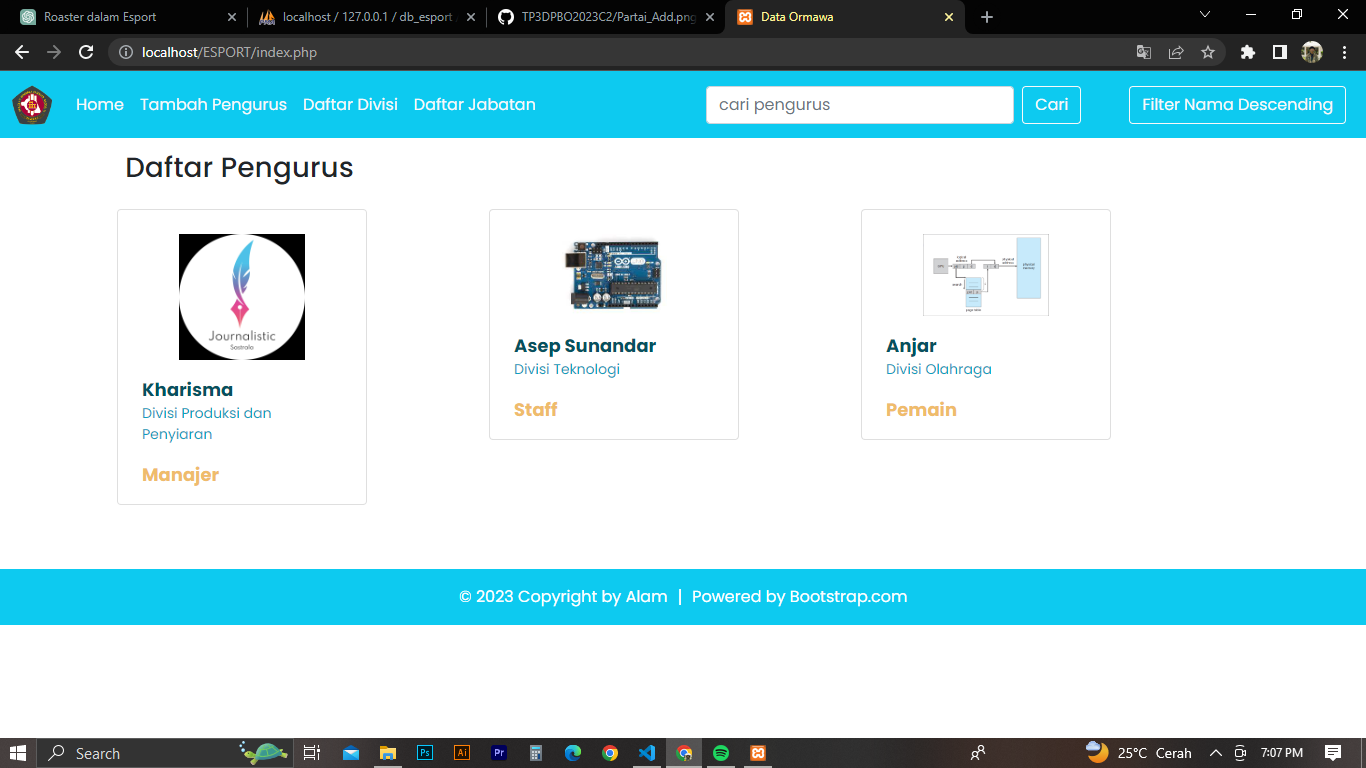 Roaster dalam Esport
localhost / 127.0.0.1 / db_esport
TP3DPBO2023C2/Partai_Add.png
Data Ormawa
localhost/ESPORT/index.php
Home
Tambah Pengurus
Daftar Divisi
Daftar Jabatan
cari pengurus
Cari
Filter Nama Descending
Daftar Pengurus
Journalistic
Kharisma
Divisi Produksi dan
Penyiaran
Manajer
Asep Sunandar
Divisi Teknologi
Staff
Anjar
Divisi Olahraga
Pemain
© 2023 Copyright by Alam | Powered by Bootstrap.com
Search
Ps
Ai
Pr
25°C Cerah
7:07 PM